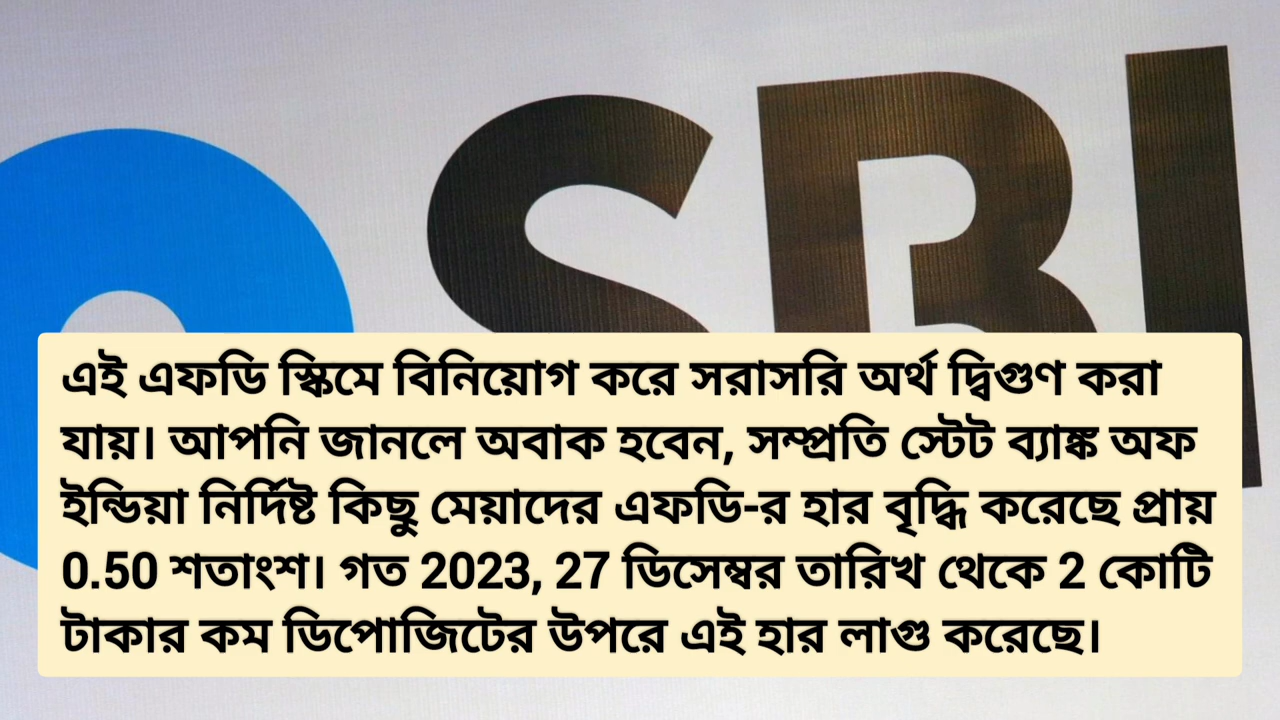 SBI
এই এফডি স্কিমে বিনিয়োগ করে সরাসরি অর্থ দ্বিগুণ করা
যায়। আপনি জানলে অবাক হবেন, সম্প্রতি স্টেট ব্যাঙ্ক অফ
ইন্ডিয়া নির্দিষ্ট কিছু মেয়াদের এফডি-র হার বৃদ্ধি করেছে প্রায়
0.50 শতাংশ। গত 2023, 27 ডিসেম্বর তারিখ থেকে 2 কোটি
টাকার কম ডিপোজিটের উপরে এই হার লাগু করেছে।